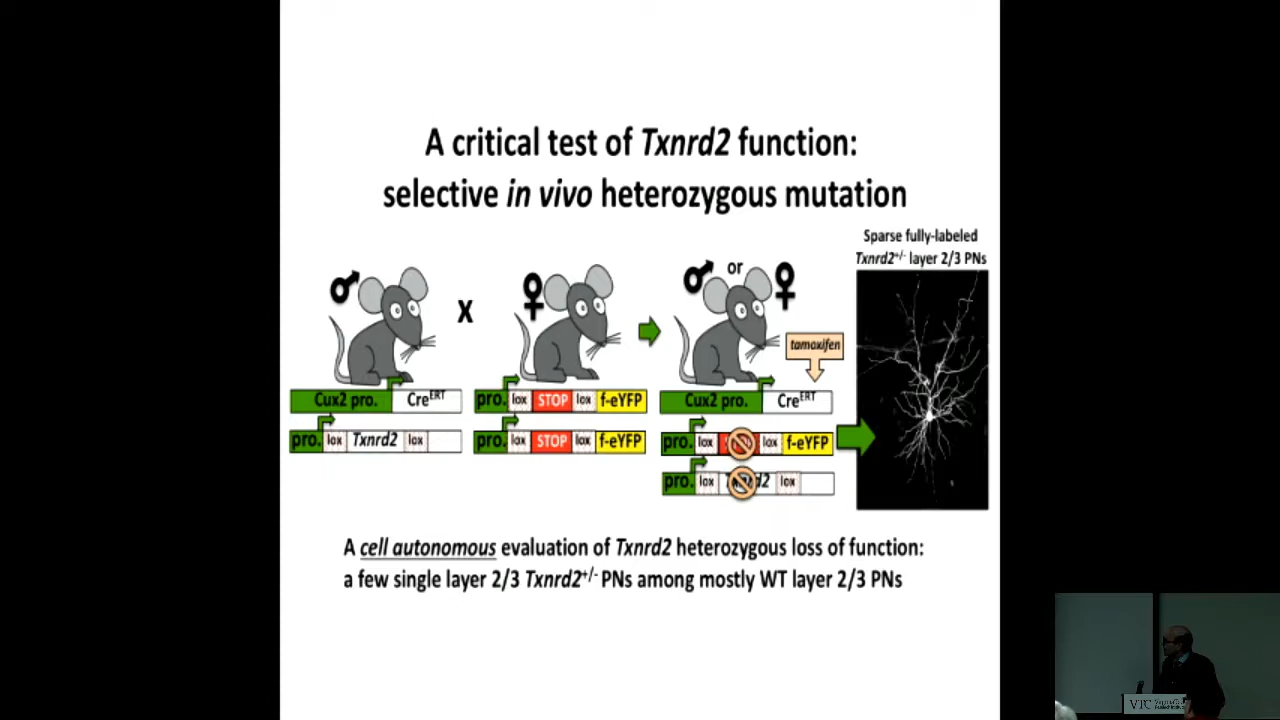 A critical test of Txnrd2 function:
selective in vivo heterozygous mutation
Sparse fully-labeled
Txnrd2+/- layer 2/3 PNs
X
or
tamoxifen
Cux2 pro. CreERT
pro. lox Txnrd2 lox
pro. lox STOP lox f-eYFP
pro. lox STOP lox f-eYFP
Cux2 pro. CreERT
pro. lox lox f-eYFP
pro. lox Txnrd2 lox
A cell autonomous evaluation of Txnrd2 heterozygous loss of function:
a few single layer 2/3 Txnrd2+/- PNs among mostly WT layer 2/3 PNs
VTC